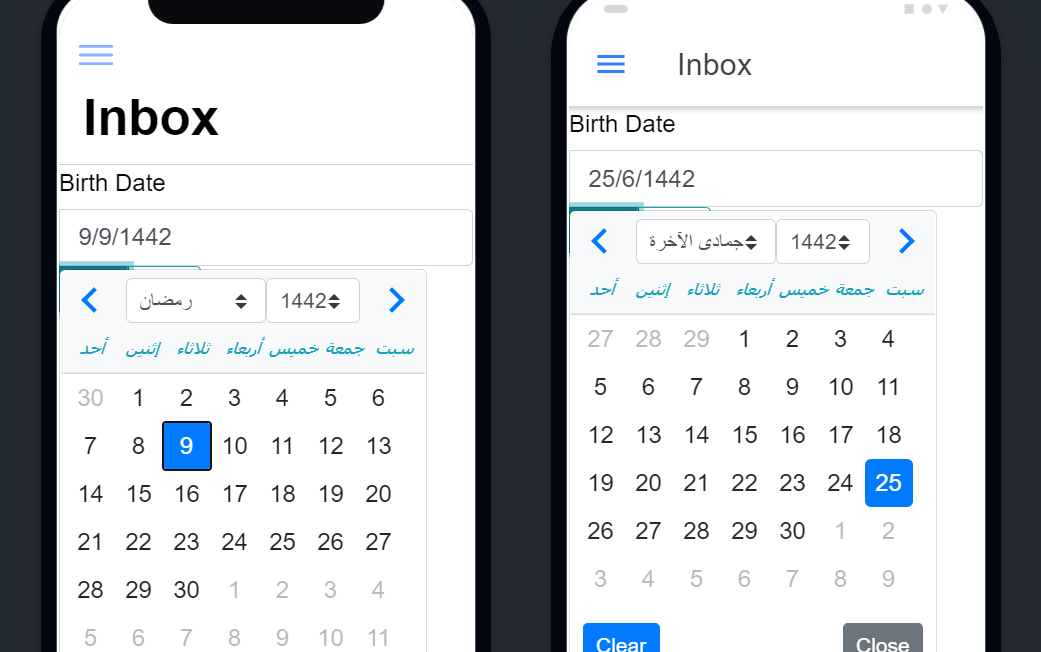 Inbox
Birth Date
9/9/1442
رمضان 1442
أحد إثنين ثلاثاء أربعاء خميس جمعة سبت
30 1 2 3 4 5 6
7 8 9 10 11 12 13
14 15 16 17 18 19 20
21 22 23 24 25 26 27
28 29 30 1 2 3 4
5 6 7 8 9 10 11
Inbox
Birth Date
25/6/1442
جمادى الآخرة 1442
أحد إثنين ثلاثاء أربعاء خميس جمعة سبت
27 28 29 1 2 3 4
5 6 7 8 9 10 11
12 13 14 15 16 17 18
19 20 21 22 23 24 25
26 27 28 29 30 1 2
3 4 5 6 7 8 9
Clear Close